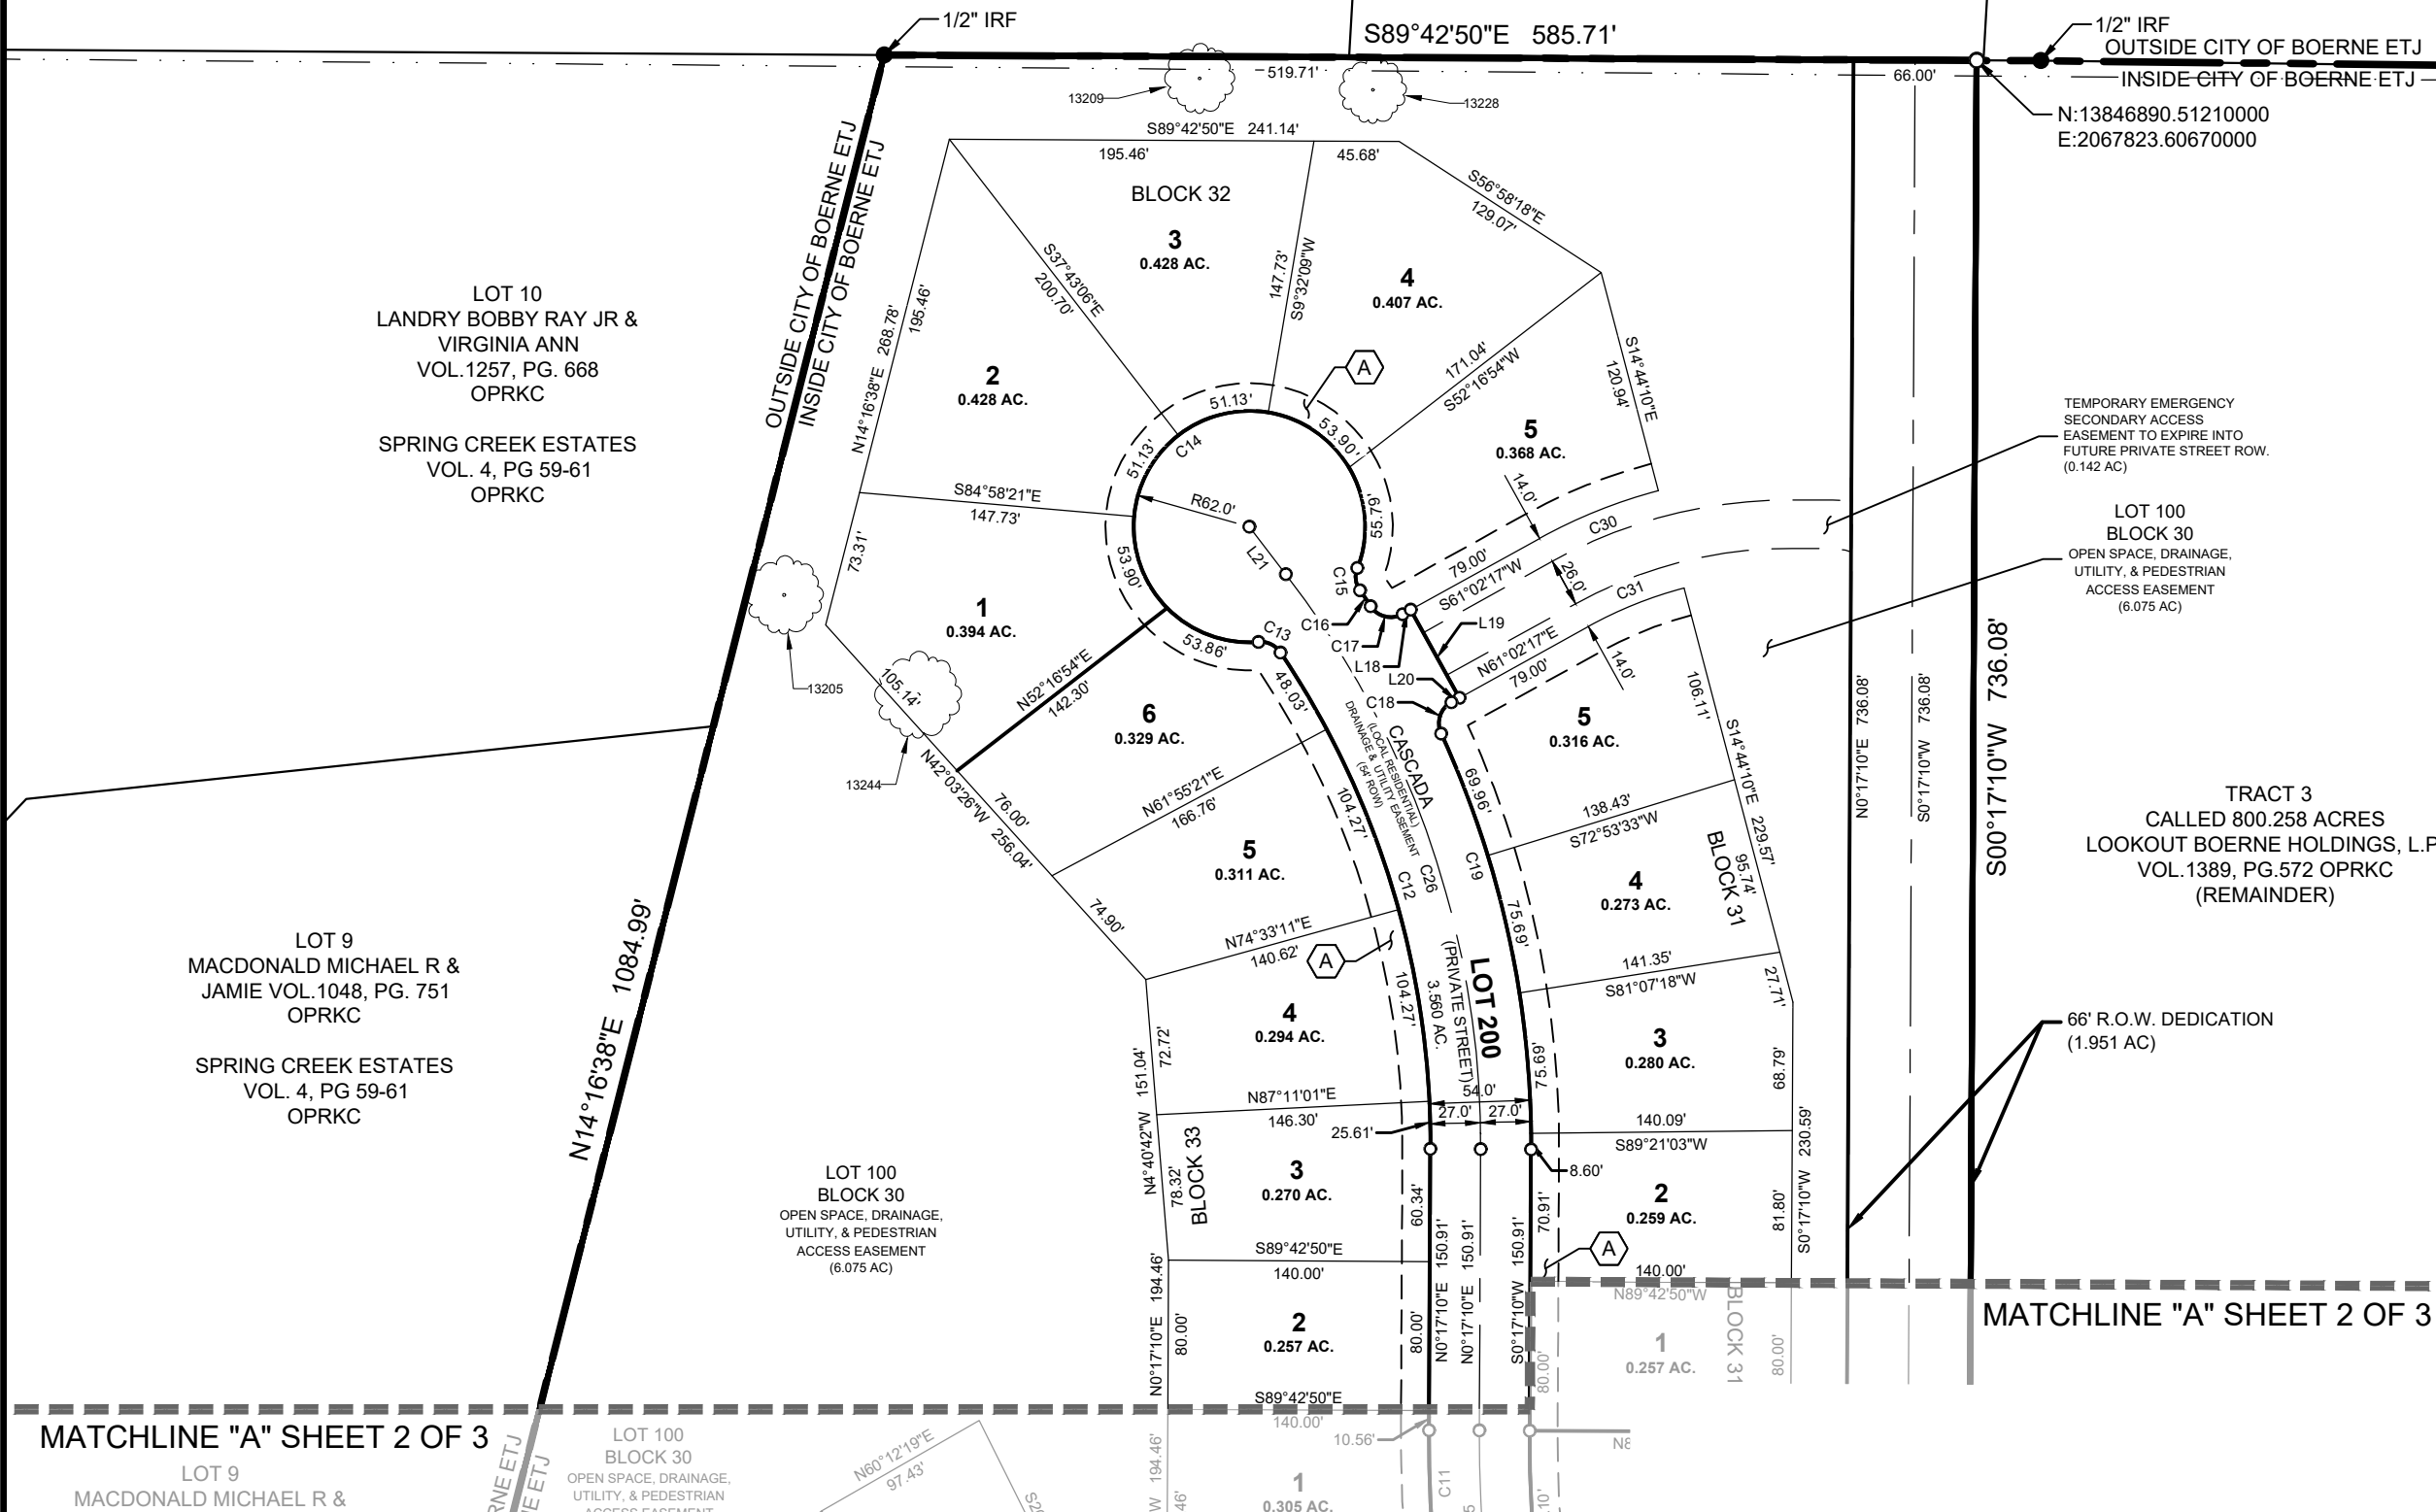 1/2" IRF
S89°42'50"E 585.71'
1/2" IRF
OUTSIDE CITY OF BOERNE ETJ
INSIDE CITY OF BOERNE ETJ
519.71'
66.00'
13209
13228
N:13846890.51210000
E:2067823.60670000
S89°42'50"E 241.14'
195.46'
45.68'
OUTSIDE CITY OF BOERNE ETJ
INSIDE CITY OF BOERNE ETJ
BLOCK 32
3
0.428 AC.
S56°58'18"E
129.07'
S37°43'06"E
200.70'
147.73'
S9°32'09"W
4
0.407 AC.
LOT 10
LANDRY BOBBY RAY JR &
VIRGINIA ANN
VOL.1257, PG. 668
OPRKC
SPRING CREEK ESTATES
VOL. 4, PG 59-61
OPRKC
N14°16'38"E 268.78'
195.46'
2
0.428 AC.
A
171.04'
S52°16'54"W
S14°44'10"E
120.94'
5
0.368 AC.
51.13'
53.90'
C14
51.13'
55.79'
R62.0'
L21
S84°58'21"E
147.73'
53.90'
73.31'
14.0'
C30
79.00'
S61°02'17"W
26.0'
C31
C15
C16
C17
L18
L19
L20
C18
N61°02'17"E
79.00'
14.0'
TEMPORARY EMERGENCY
SECONDARY ACCESS
EASEMENT TO EXPIRE INTO
FUTURE PRIVATE STREET ROW.
(0.142 AC)
LOT 100
BLOCK 30
OPEN SPACE, DRAINAGE,
UTILITY, & PEDESTRIAN
ACCESS EASEMENT
(6.075 AC)
1
0.394 AC.
13205
105.14'
13244
C13
53.86'
48.03'
N52°16'54"E
142.30'
6
0.329 AC.
N42°03'26"W 256.04'
76.00'
N61°55'21"E
166.76'
104.27'
CASCADA
(LOCAL RESIDENTIAL)
DRAINAGE & UTILITY EASEMENT
(54' ROW)
C26
C12
69.96'
C19
5
0.316 AC.
106.11'
S14°44'10"E 229.57'
138.43'
S72°53'33"W
BLOCK 31
95.74'
4
0.273 AC.
75.69'
N0°17'10"E 736.08'
S0°17'10"W 736.08'
S00°17'10"W 736.08'
TRACT 3
CALLED 800.258 ACRES
LOOKOUT BOERNE HOLDINGS, L.P
VOL.1389, PG.572 OPRKC
(REMAINDER)
5
0.311 AC.
74.90'
N74°33'11"E
140.62'
A
104.27'
LOT 200
(PRIVATE STREET)
3.560 AC.
141.35'
S81°07'18"W
27.71'
LOT 9
MACDONALD MICHAEL R &
JAMIE VOL.1048, PG. 751
OPRKC
SPRING CREEK ESTATES
VOL. 4, PG 59-61
OPRKC
N14°16'38"E 1084.99'
4
0.294 AC.
N4°40'42"W 151.04'
72.72'
3
0.280 AC.
75.69'
68.79'
66' R.O.W. DEDICATION
(1.951 AC)
N87°11'01"E
146.30'
54.0'
27.0'
27.0'
25.61'
8.60'
140.09'
S89°21'03"W
S0°17'10"W 230.59'
BLOCK 33
78.32'
3
0.270 AC.
60.34'
2
0.259 AC.
70.91'
81.80'
LOT 100
BLOCK 30
OPEN SPACE, DRAINAGE,
UTILITY, & PEDESTRIAN
ACCESS EASEMENT
(6.075 AC)
S89°42'50"E
140.00'
N0°17'10"E 150.91'
N0°17'10"E 150.91'
S0°17'10"W 150.91'
A
140.00'
N89°42'50"W
MATCHLINE "A" SHEET 2 OF 3
N0°17'10"E 194.46'
80.00'
2
0.257 AC.
80.00'
80.00'
1
0.257 AC.
BLOCK 31
80.00'
S89°42'50"E
140.00'
MATCHLINE "A" SHEET 2 OF 3
LOT 9
MACDONALD MICHAEL R &
RNE ETJ
NE ETJ
LOT 100
BLOCK 30
OPEN SPACE, DRAINAGE,
UTILITY, & PEDESTRIAN
N60°12'19"E
97.43'
10.56'
194.46'
1
0.305 AC.
C11
N8